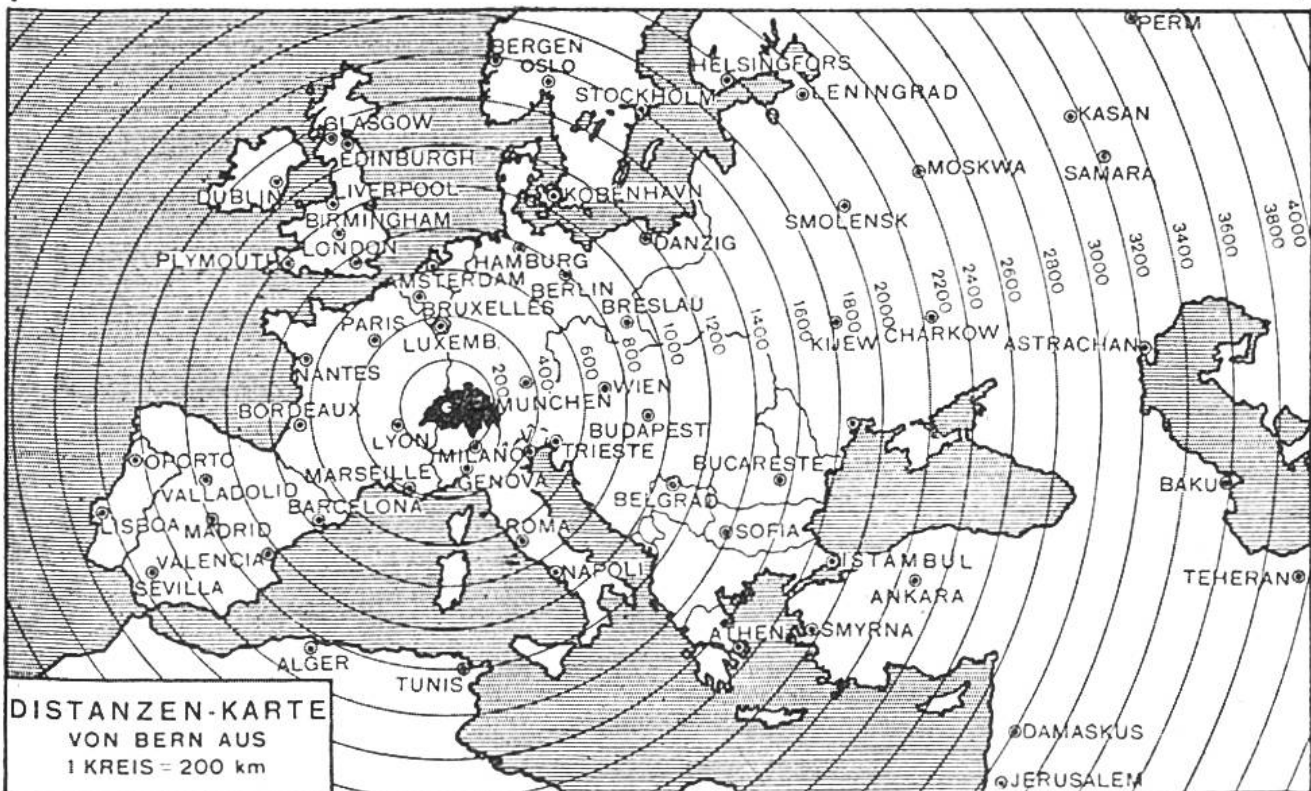 PERM
BERGEN
OSLO
HELSINGFORS
LENINGRAD
STOCKHOLM
KASAN
GLASGOW
EDINBURGH
MOSKWA
SAMARA
DUBLIN
LIVERPOOL
KOBENHAVN
SMOLENSK
BIRMINGHAM
LONDON
DANZIG
PLYMOUTH
HAMBURG
AMSTERDAM
BERLIN
BRUXELLES
BRESLAU
PARIS
LUXEMB.
KIJEW
CHARKOW
ASTRACHAN
NANTES
200
400
600
800
1000
1200
1400
1600
1800
2000
2200
2400
2600
2800
3000
3200
3400
3600
3800
4000
WIEN
MÜNCHEN
BORDEAUX
LYON
BUDAPEST
MILANO
TRIESTE
OPORTO
MARSEILLE
GENOVA
BUCAREST
VALLADOLID
BELGRAD
BAKU
LISBOA
MADRID
BARCELONA
ROMA
SOFIA
VALENCIA
NAPOLI
ISTAMBUL
TEHERAN
SEVILLA
ANKARA
ATHEN
SMYRNA
ALGER
TUNIS
DISTANZEN-KARTE
VON BERN AUS
1 KREIS = 200 km
DAMASKUS
JERUSALEM